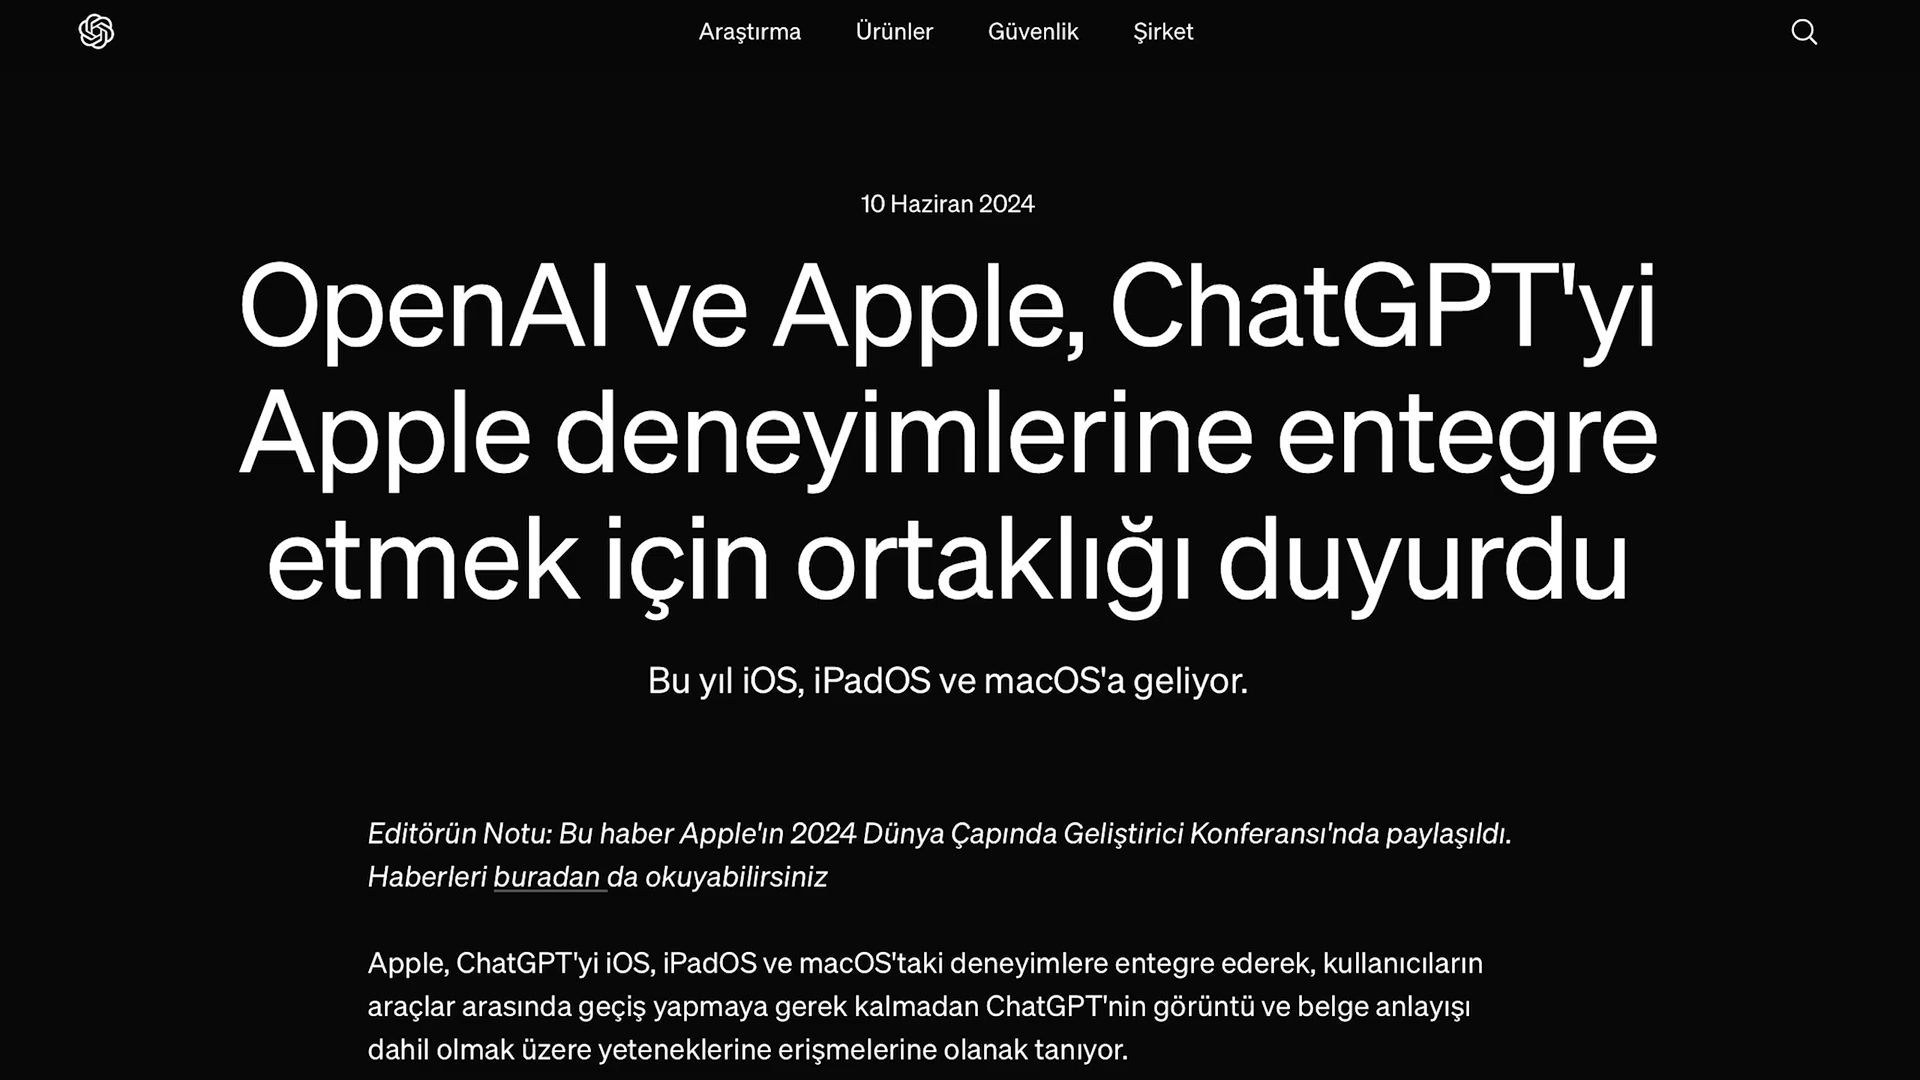 Araştırma Ürünler Güvenlik Şirket
10 Haziran 2024
OpenAI ve Apple, ChatGPT'yi
Apple deneyimlerine entegre
etmek için ortaklığı duyurdu
Bu yıl iOS, iPadOS ve macOS'a geliyor.
Editörün Notu: Bu haber Apple'ın 2024 Dünya Çapında Geliştirici Konferansı'nda paylaşıldı.
Haberleri buradan da okuyabilirsiniz
Apple, ChatGPT'yi iOS, iPadOS ve macOS'taki deneyimlere entegre ederek, kullanıcıların
araçlar arasında geçiş yapmaya gerek kalmadan ChatGPT'nin görüntü ve belge anlayışı
dahil olmak üzere yeteneklerine erişmelerine olanak tanıyor.